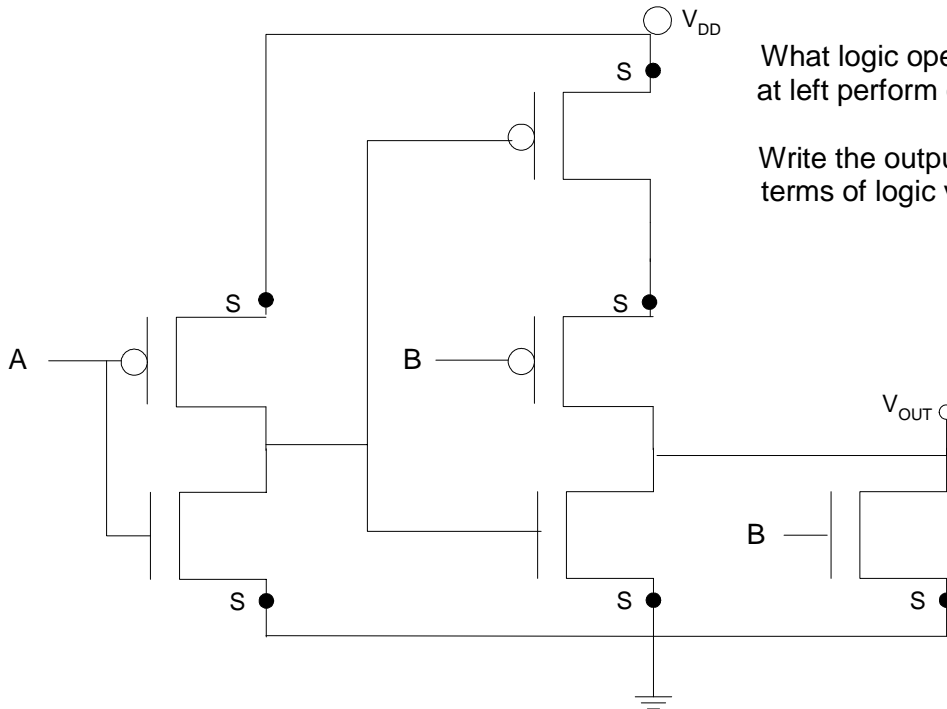 V_DD
What logic ope
at left perform
Write the outpu
terms of logic
S
S
S
A
B
V_OUT
B
S
S
S